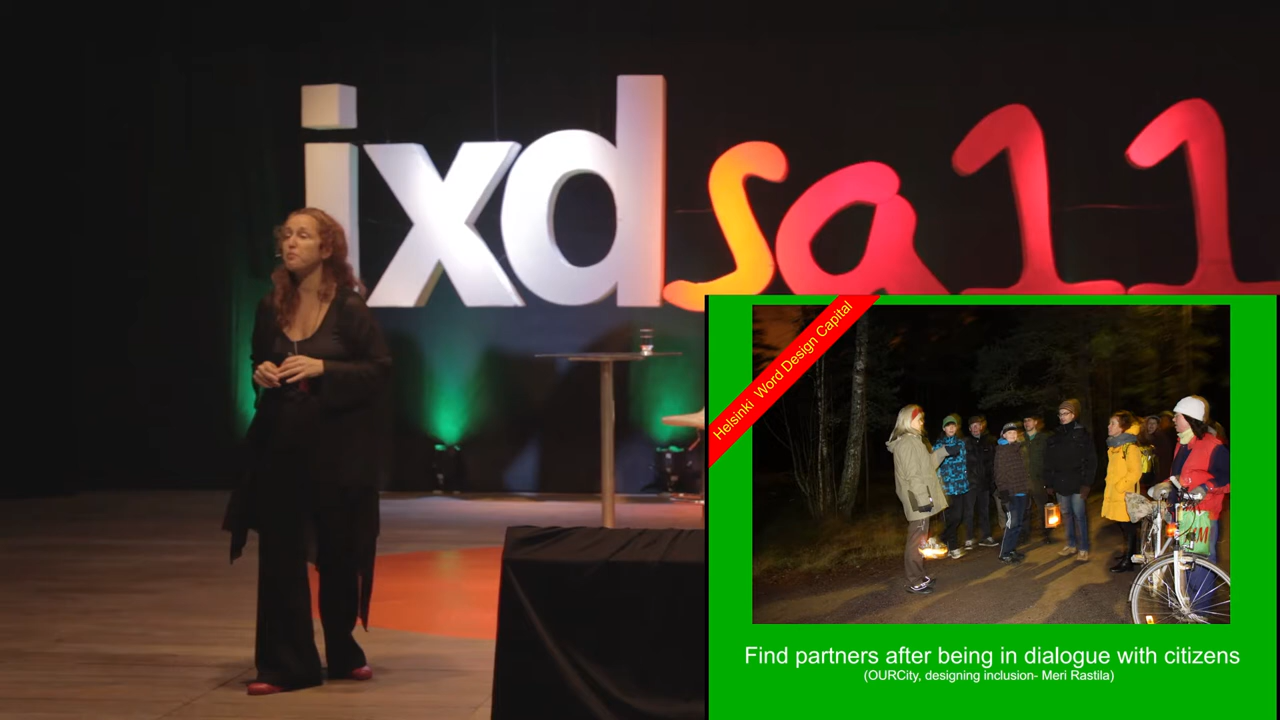 ixdsa11
Helsinki Word Design Capital
Find partners after being in dialogue with citizens
(OURCity, designing inclusion- Meri Rastila)